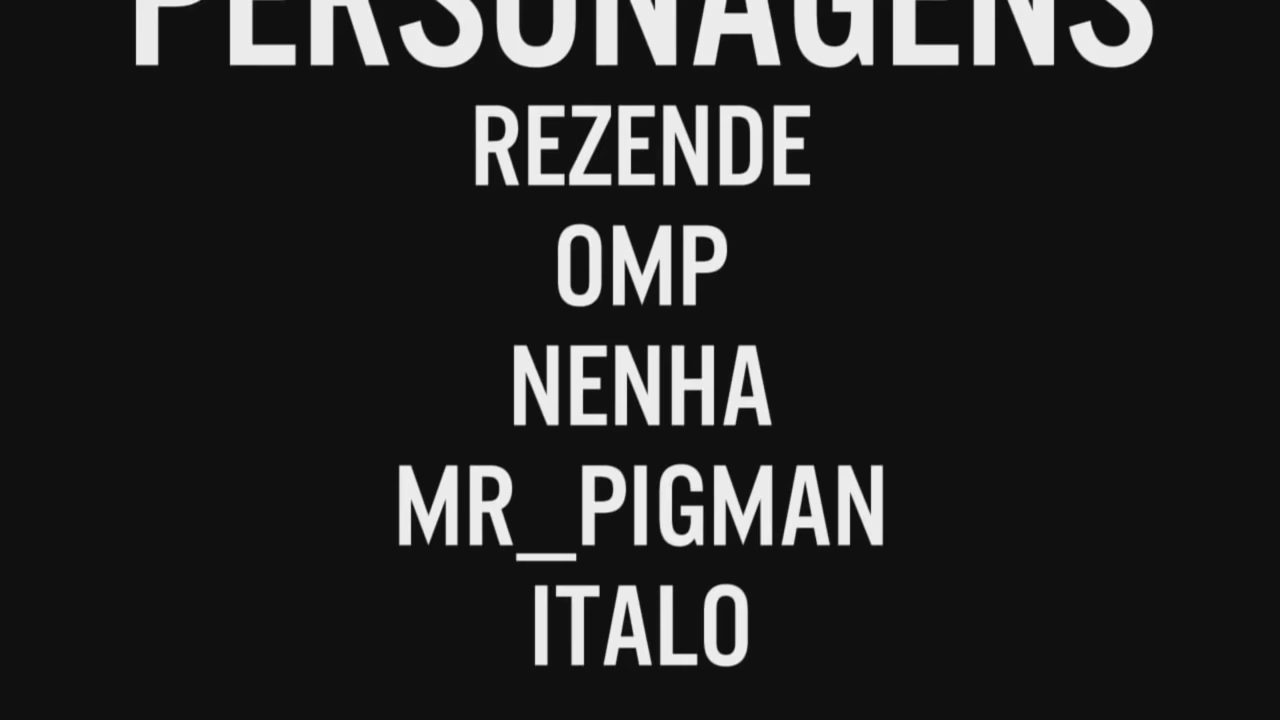 PERSONAGENS
REZENDE
OMP
NENHA
MR_PIGMAN
ITALO